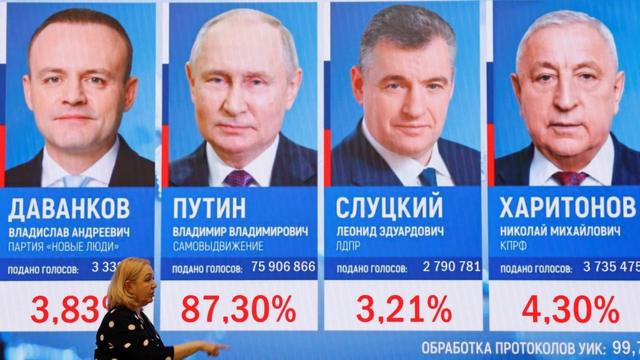 ДАВАНКОВ
ВЛАДИСЛАВ АНДРЕЕВИЧ
ПАРТИЯ «НОВЫЕ ЛЮДИ»
ПОДАНО ГОЛОСОВ:
3,83%
ПУТИН
ВЛАДИМИР ВЛАДИМИРОВИЧ
САМОВЫДВИЖЕНИЕ
ПОДАНО ГОЛОСОВ: 75 906 866
87,30%
СЛУЦКИЙ
ЛЕОНИД ЭДУАРДОВИЧ
ЛДПР
ПОДАНО ГОЛОСОВ: 2 790 781
3,21%
ХАРИТОНОВ
НИКОЛАЙ МИХАЙЛОВИЧ
КПРФ
ПОДАНО ГОЛОСОВ: 3 735 475
4,30%
ОБРАБОТКА ПРОТОКОЛОВ УИК: